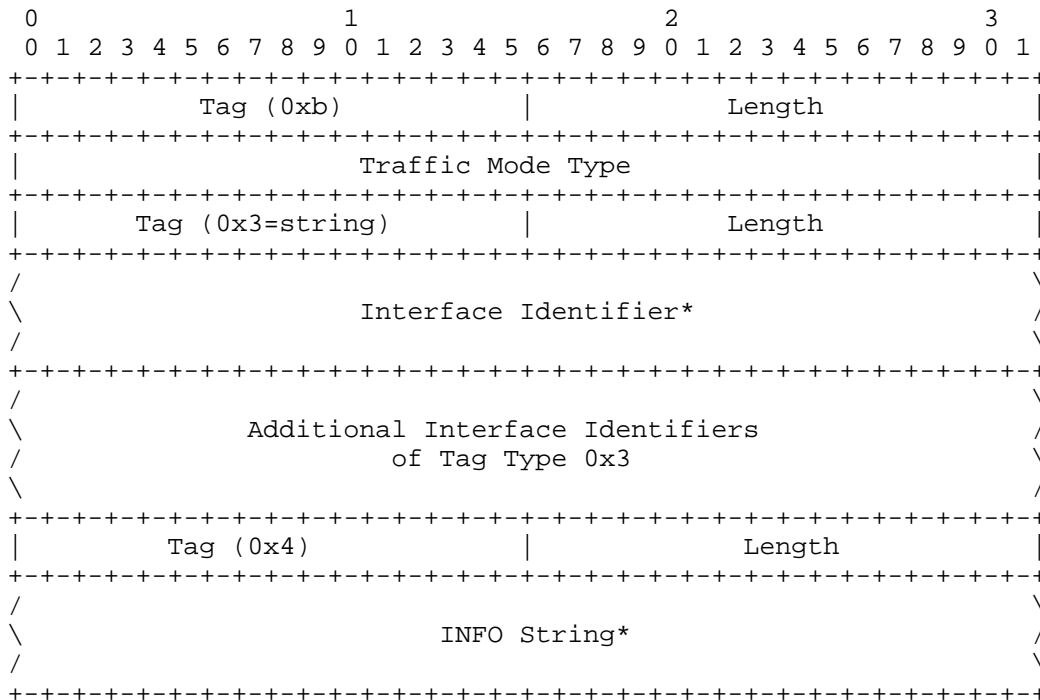 0                   1                   2                   3
 0 1 2 3 4 5 6 7 8 9 0 1 2 3 4 5 6 7 8 9 0 1 2 3 4 5 6 7 8 9 0 1
+-+-+-+-+-+-+-+-+-+-+-+-+-+-+-+-+-+-+-+-+-+-+-+-+-+-+-+-+-+-+-+-+
|           Tag (0xb)           |            Length             |
+-+-+-+-+-+-+-+-+-+-+-+-+-+-+-+-+-+-+-+-+-+-+-+-+-+-+-+-+-+-+-+-+
|                     Traffic Mode Type                         |
+-+-+-+-+-+-+-+-+-+-+-+-+-+-+-+-+-+-+-+-+-+-+-+-+-+-+-+-+-+-+-+-+
|       Tag (0x3=string)        |            Length             |
+-+-+-+-+-+-+-+-+-+-+-+-+-+-+-+-+-+-+-+-+-+-+-+-+-+-+-+-+-+-+-+-+
/                                                               \
\                     Interface Identifier*                     /
/                                                               \
+-+-+-+-+-+-+-+-+-+-+-+-+-+-+-+-+-+-+-+-+-+-+-+-+-+-+-+-+-+-+-+-+
/                                                               \
\              Additional Interface Identifiers                 /
/                       of Tag Type 0x3                         \
\                                                               /
+-+-+-+-+-+-+-+-+-+-+-+-+-+-+-+-+-+-+-+-+-+-+-+-+-+-+-+-+-+-+-+-+
|         Tag (0x4)             |             Length            |
+-+-+-+-+-+-+-+-+-+-+-+-+-+-+-+-+-+-+-+-+-+-+-+-+-+-+-+-+-+-+-+-+
/                                                               \
\                          INFO String*                         /
/                                                               \
+-+-+-+-+-+-+-+-+-+-+-+-+-+-+-+-+-+-+-+-+-+-+-+-+-+-+-+-+-+-+-+-+